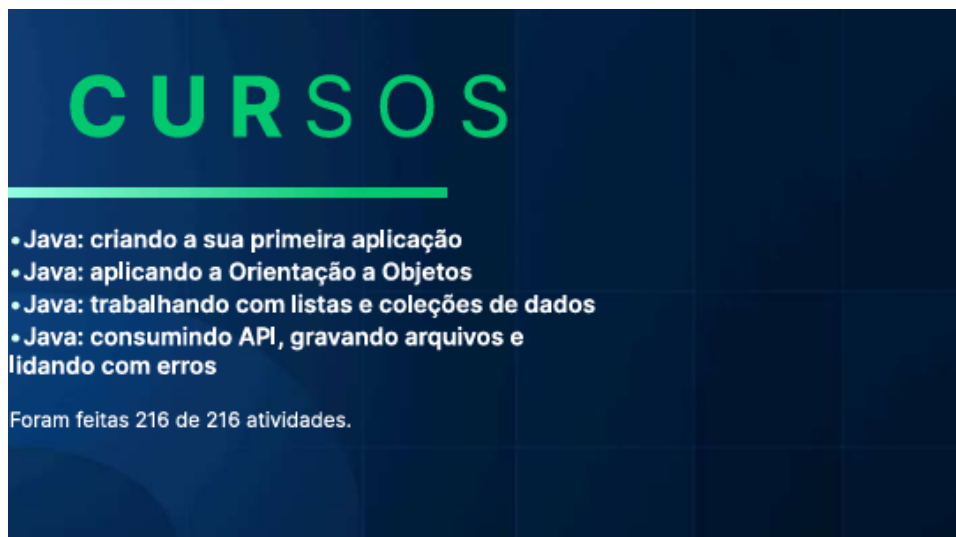 CURSOS
•Java: criando a sua primeira aplicação
•Java: aplicando a Orientação a Objetos
•Java: trabalhando com listas e coleções de dados
•Java: consumindo API, gravando arquivos e
lidando com erros
Foram feitas 216 de 216 atividades.